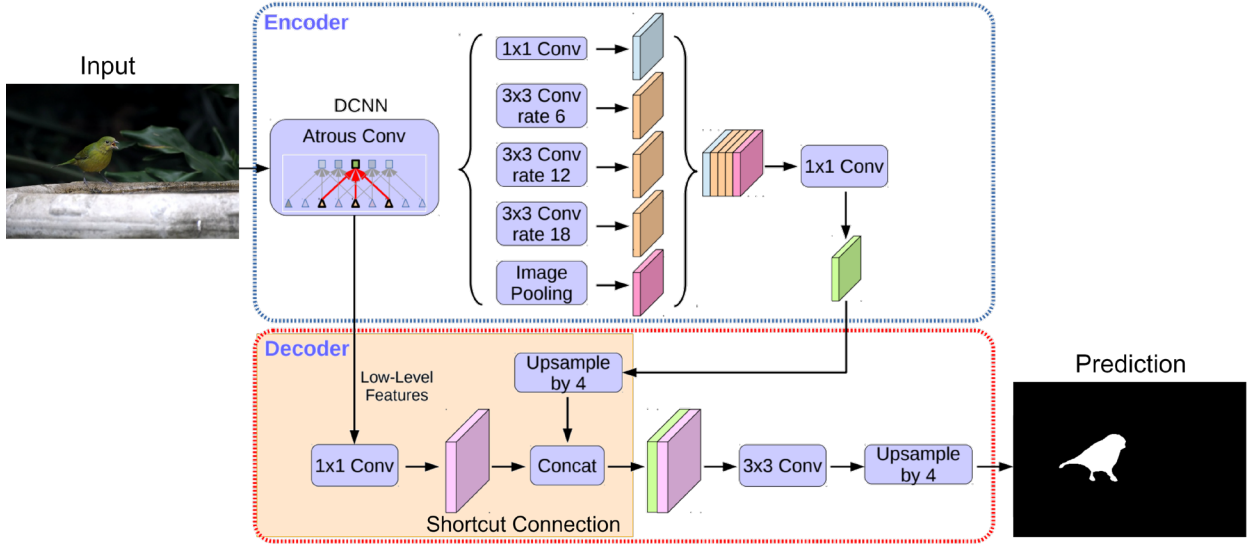 Encoder
Input
DCNN
Atrous Conv
1x1 Conv
3x3 Conv
rate 6
3x3 Conv
rate 12
3x3 Conv
rate 18
Image
Pooling
1x1 Conv
Decoder
Low-Level
Features
Upsample
by 4
1x1 Conv
Concat
3x3 Conv
Upsample
by 4
Shortcut Connection
Prediction